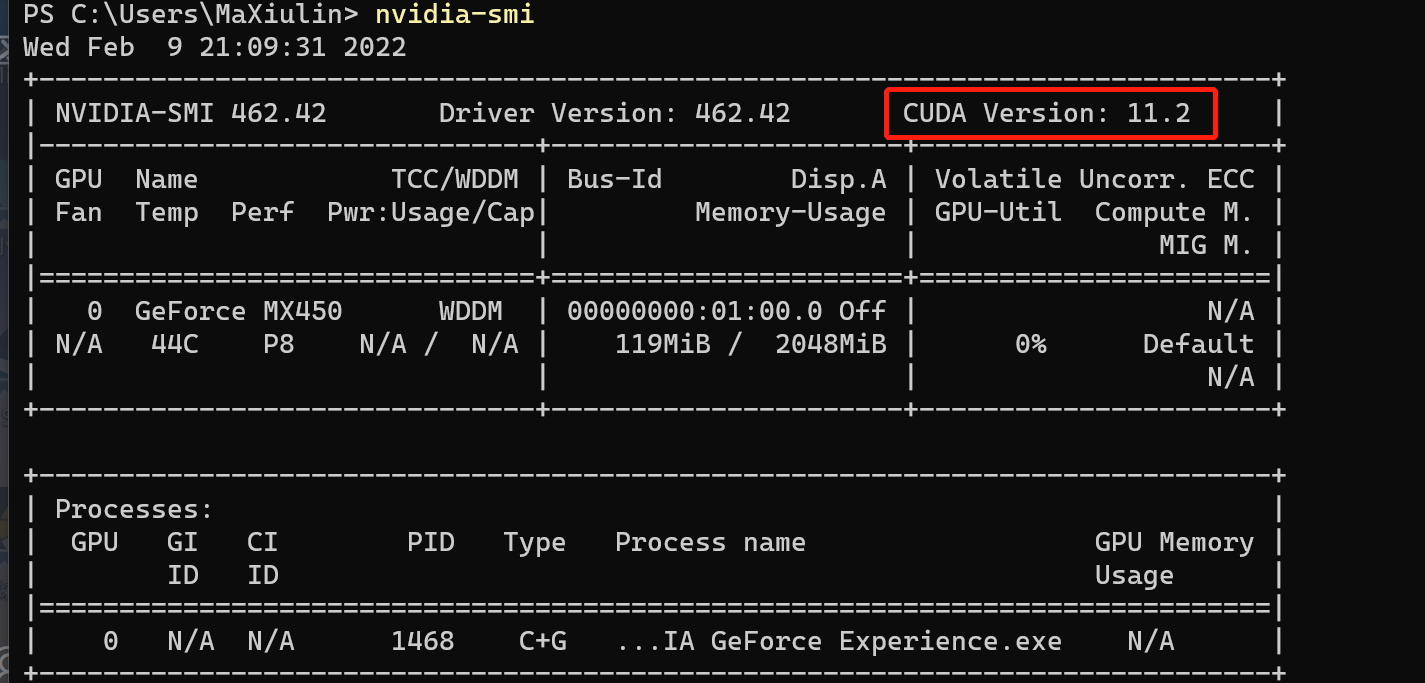 PS C:\Users\MaXiulin> nvidia-smi
Wed Feb  9 21:09:31 2022
+-----------------------------------------------------------------------------+
| NVIDIA-SMI 462.42       Driver Version: 462.42       CUDA Version: 11.2     |
|-------------------------------+----------------------+----------------------+
| GPU  Name            TCC/WDDM | Bus-Id        Disp.A | Volatile Uncorr. ECC |
| Fan  Temp  Perf  Pwr:Usage/Cap|         Memory-Usage | GPU-Util  Compute M. |
|                               |                      |               MIG M. |
|===============================+======================+======================|
|   0  GeForce MX450      WDDM  | 00000000:01:00.0 Off |                  N/A |
| N/A   44C    P8    N/A /  N/A |    119MiB /  2048MiB |      0%      Default |
|                               |                      |                  N/A |
+-------------------------------+----------------------+----------------------+

+-----------------------------------------------------------------------------+
| Processes:                                                                  |
|  GPU   GI   CI        PID   Type   Process name                  GPU Memory |
|        ID   ID                                                   Usage      |
|=============================================================================|
|    0   N/A  N/A      1468    C+G   ...IA GeForce Experience.exe    N/A      |
+-----------------------------------------------------------------------------+